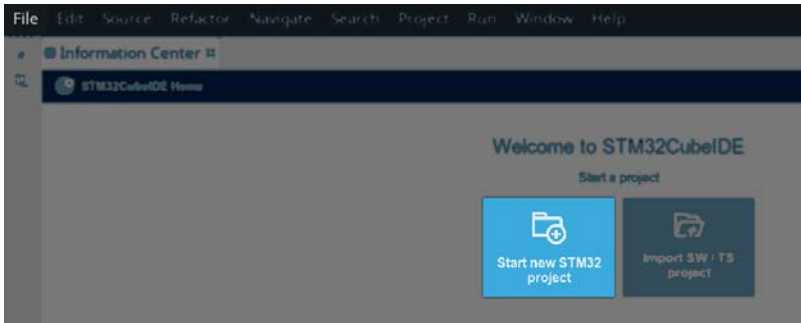 File Edit Source Refactor Navigate Search Project Run Window Help
Information Center
STM32CubeIDE Home
Welcome to STM32CubeIDE
Start a project
Start new STM32
project
Import SW / TS
project